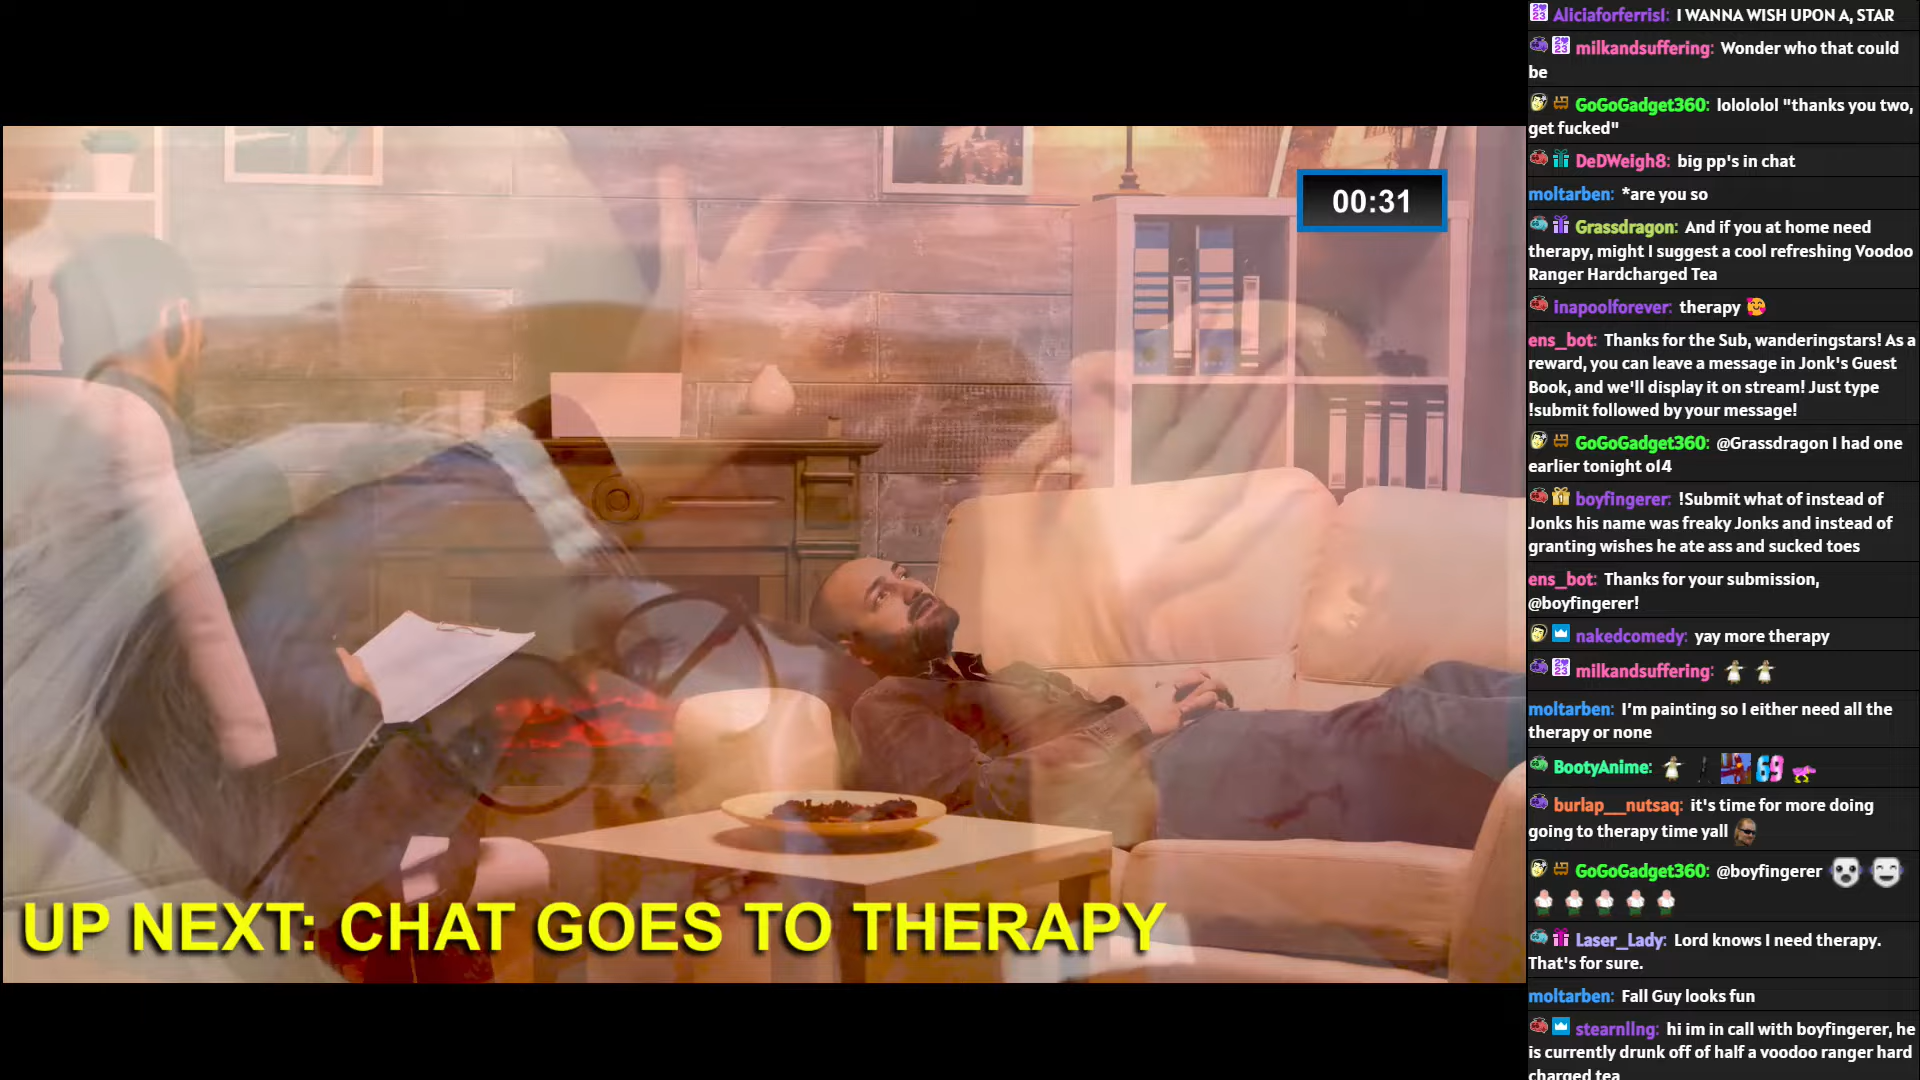 00:31
UP NEXT: CHAT GOES TO THERAPY
Aliciaforferrisl: I WANNA WISH UPON A, STAR
milkandsuffering: Wonder who that could
be
GoGoGadget360: lolololol "thanks you two,
get fucked"
DeDWeigh8: big pp's in chat
moltarben: *are you so
Grassdragon: And if you at home need
therapy, might I suggest a cool refreshing Voodoo
Ranger Hardcharged Tea
inapoolforever: therapy
ens_bot: Thanks for the Sub, wanderingstars! As a
reward, you can leave a message in Jonk's Guest
Book, and we'll display it on stream! Just type
!submit followed by your message!
GoGoGadget360: @Grassdragon I had one
earlier tonight ol4
boyfingerer: !Submit what of instead of
Jonks his name was freaky Jonks and instead of
granting wishes he ate ass and sucked toes
ens_bot: Thanks for your submission,
@boyfingerer!
nakedcomedy: yay more therapy
milkandsuffering:
moltarben: I'm painting so I either need all the
therapy or none
BootyAnime: 69
burlap__nutsaq: it's time for more doing
going to therapy time yall
GoGoGadget360: @boyfingerer
Laser_Lady: Lord knows I need therapy.
That's for sure.
moltarben: Fall Guy looks fun
stearnllng: hi im in call with boyfingerer, he
is currently drunk off of half a voodoo ranger hard
charged tea